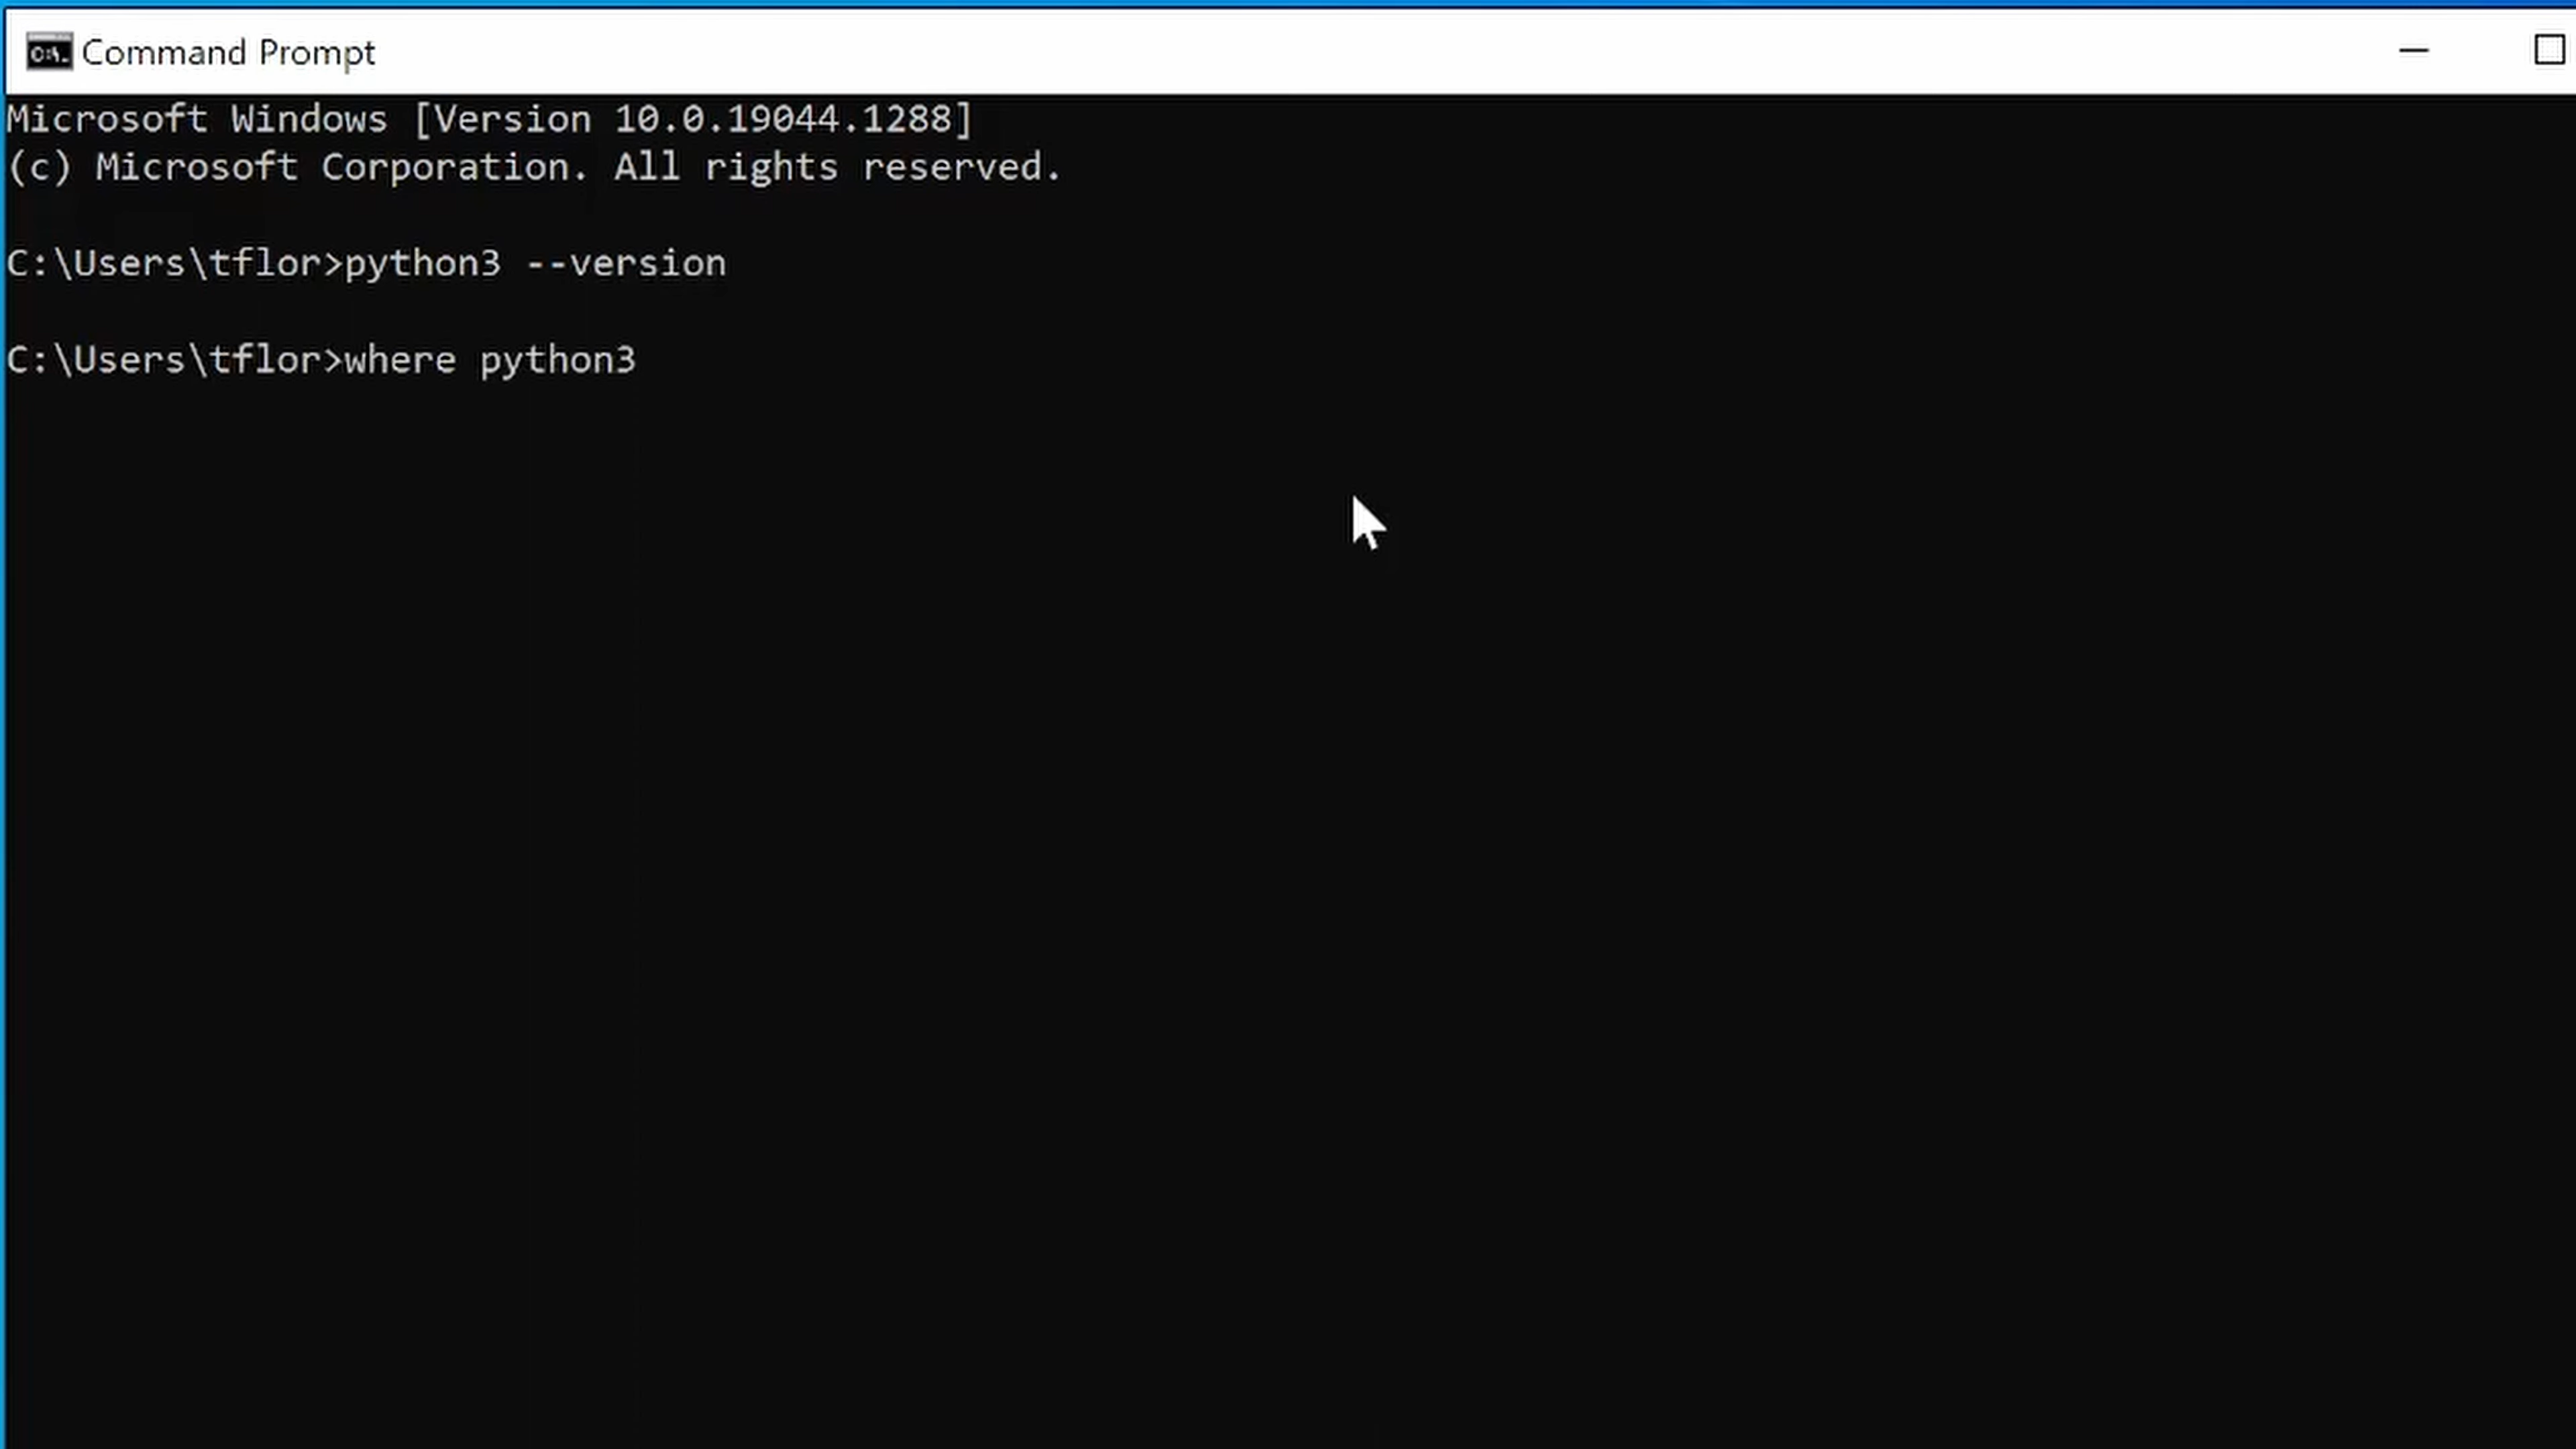 Command Prompt
Microsoft Windows [Version 10.0.19044.1288]
(c) Microsoft Corporation. All rights reserved.
C:\Users\tflor>python3 --version
C:\Users\tflor>where python3